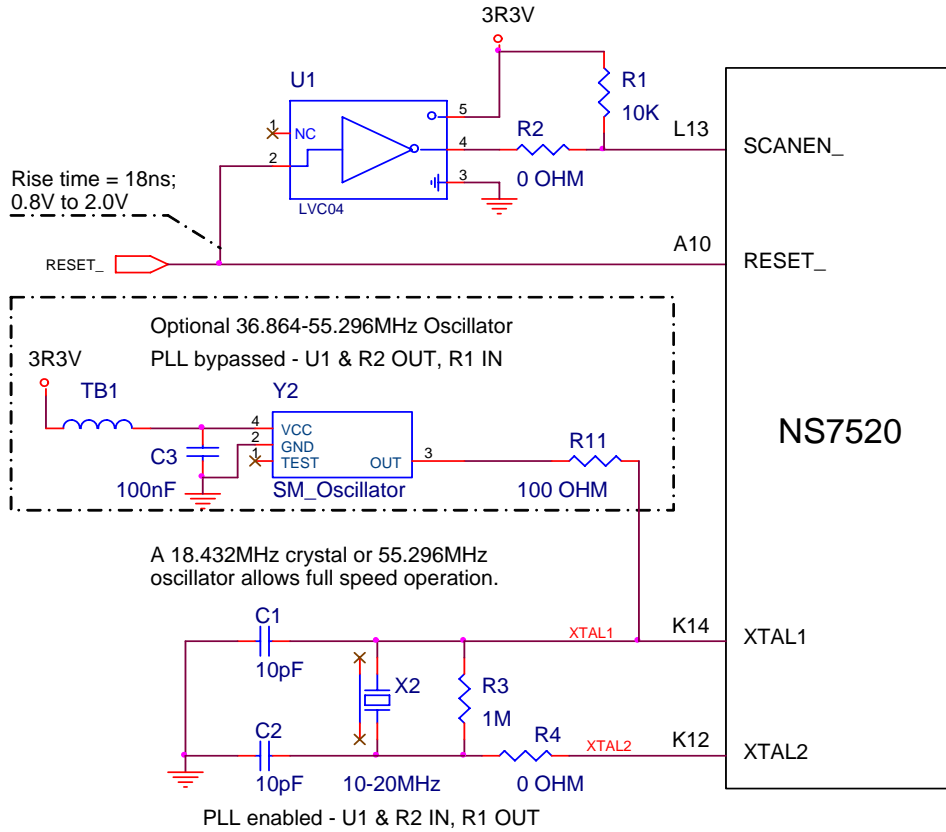 3R3V
U1
R1
10K
5
1
NC
R2
4
L13
SCANEN_
2
3
0 OHM
Rise time = 18ns;
0.8V to 2.0V
LVC04
A10
RESET_
RESET_
Optional 36.864-55.296MHz Oscillator
PLL bypassed - U1 & R2 OUT, R1 IN
3R3V
TB1
Y2
4
VCC
2
GND
1
TEST
OUT
3
R11
C3
100nF
SM_Oscillator
100 OHM
NS7520
A 18.432MHz crystal or 55.296MHz
oscillator allows full speed operation.
C1
10pF
XTAL1
K14
XTAL1
X2
R3
1M
C2
10pF
R4
XTAL2
K12
XTAL2
10-20MHz
0 OHM
PLL enabled - U1 & R2 IN, R1 OUT